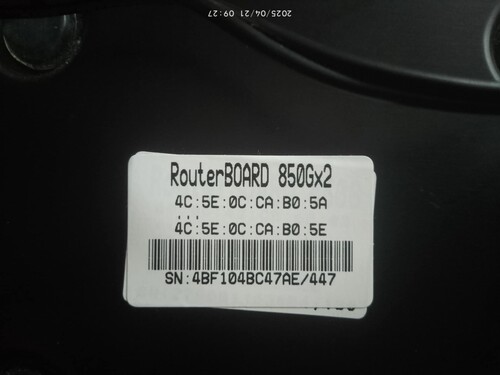 2025/04/21 09:27
RouterBOARD 850Gx2
4C:5E:0C:CA:B0:5A
...
4C:5E:0C:CA:B0:5E
SN:4BF104BC47AE/447